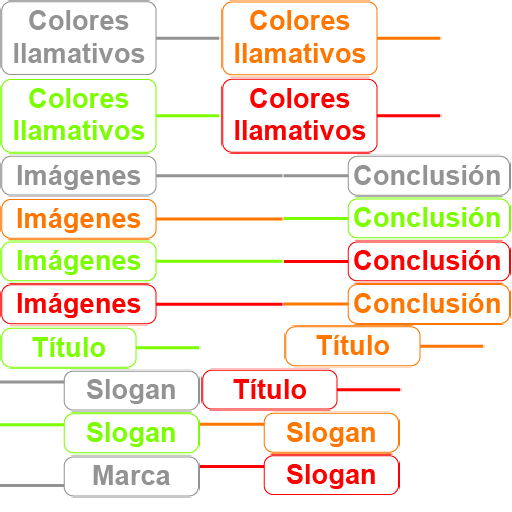 Colores llamativos
Colores llamativos
Colores llamativos
Colores llamativos
Imágenes Conclusión
Imágenes Conclusión
Imágenes Conclusión
Imágenes Conclusión
Título Título
Slogan Título
Slogan Slogan
Marca Slogan